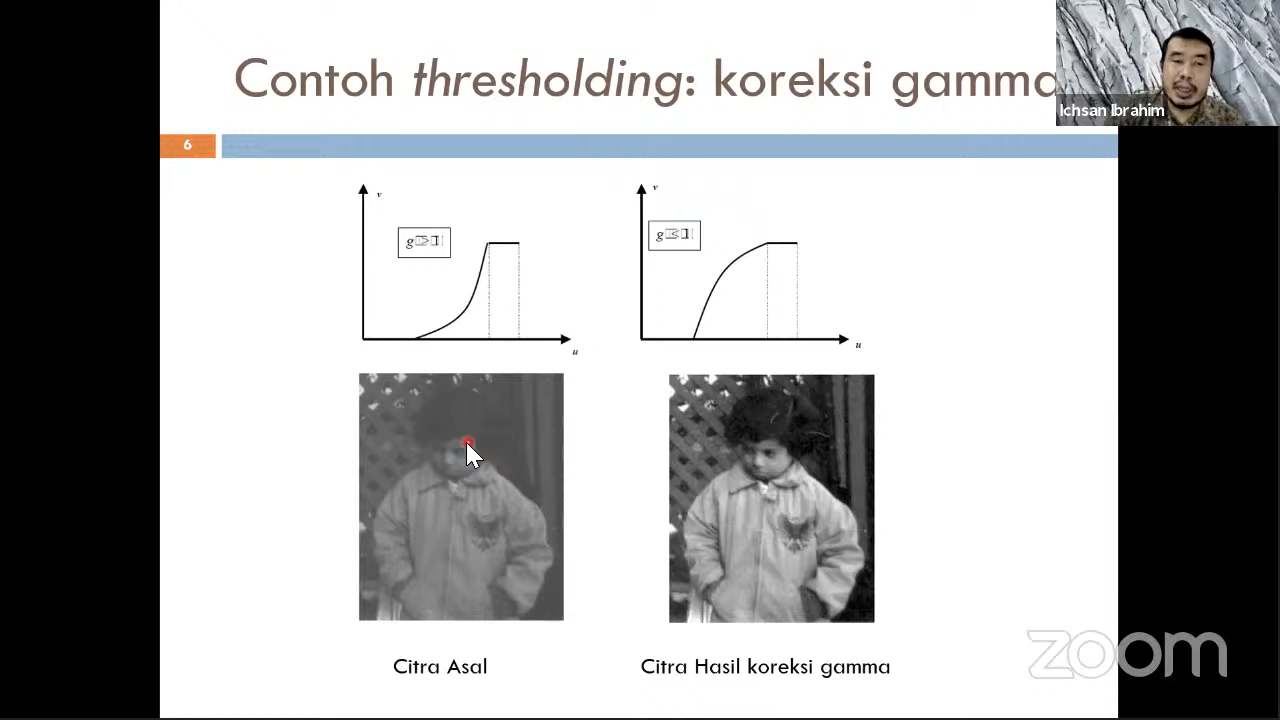 Contoh thresholding: koreksi gamma
Ichsan Ibrahim
6
v
v
g
g
u
u
Citra Asal
Citra Hasil koreksi gamma
zoom